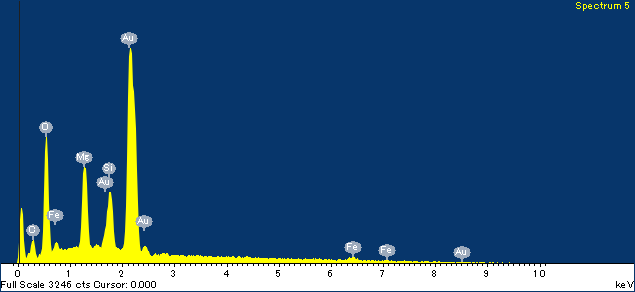 Spectrum 5
Au
O
Mg
Si
Au
Fe
Au
O
Fe
Fe
Au
0 1 2 3 4 5 6 7 8 9 10
Full Scale 3246 cts Cursor: 0.000 keV